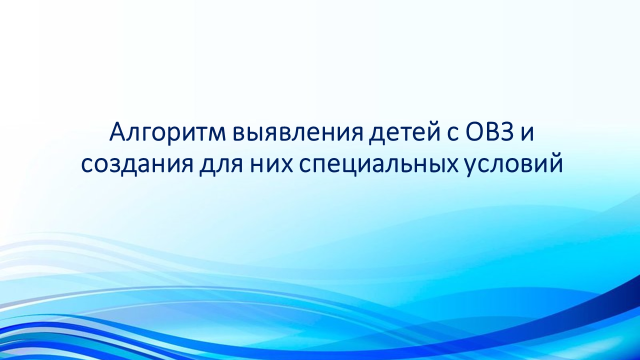 Алгоритм выявления детей с ОВЗ и
создания для них специальных условий